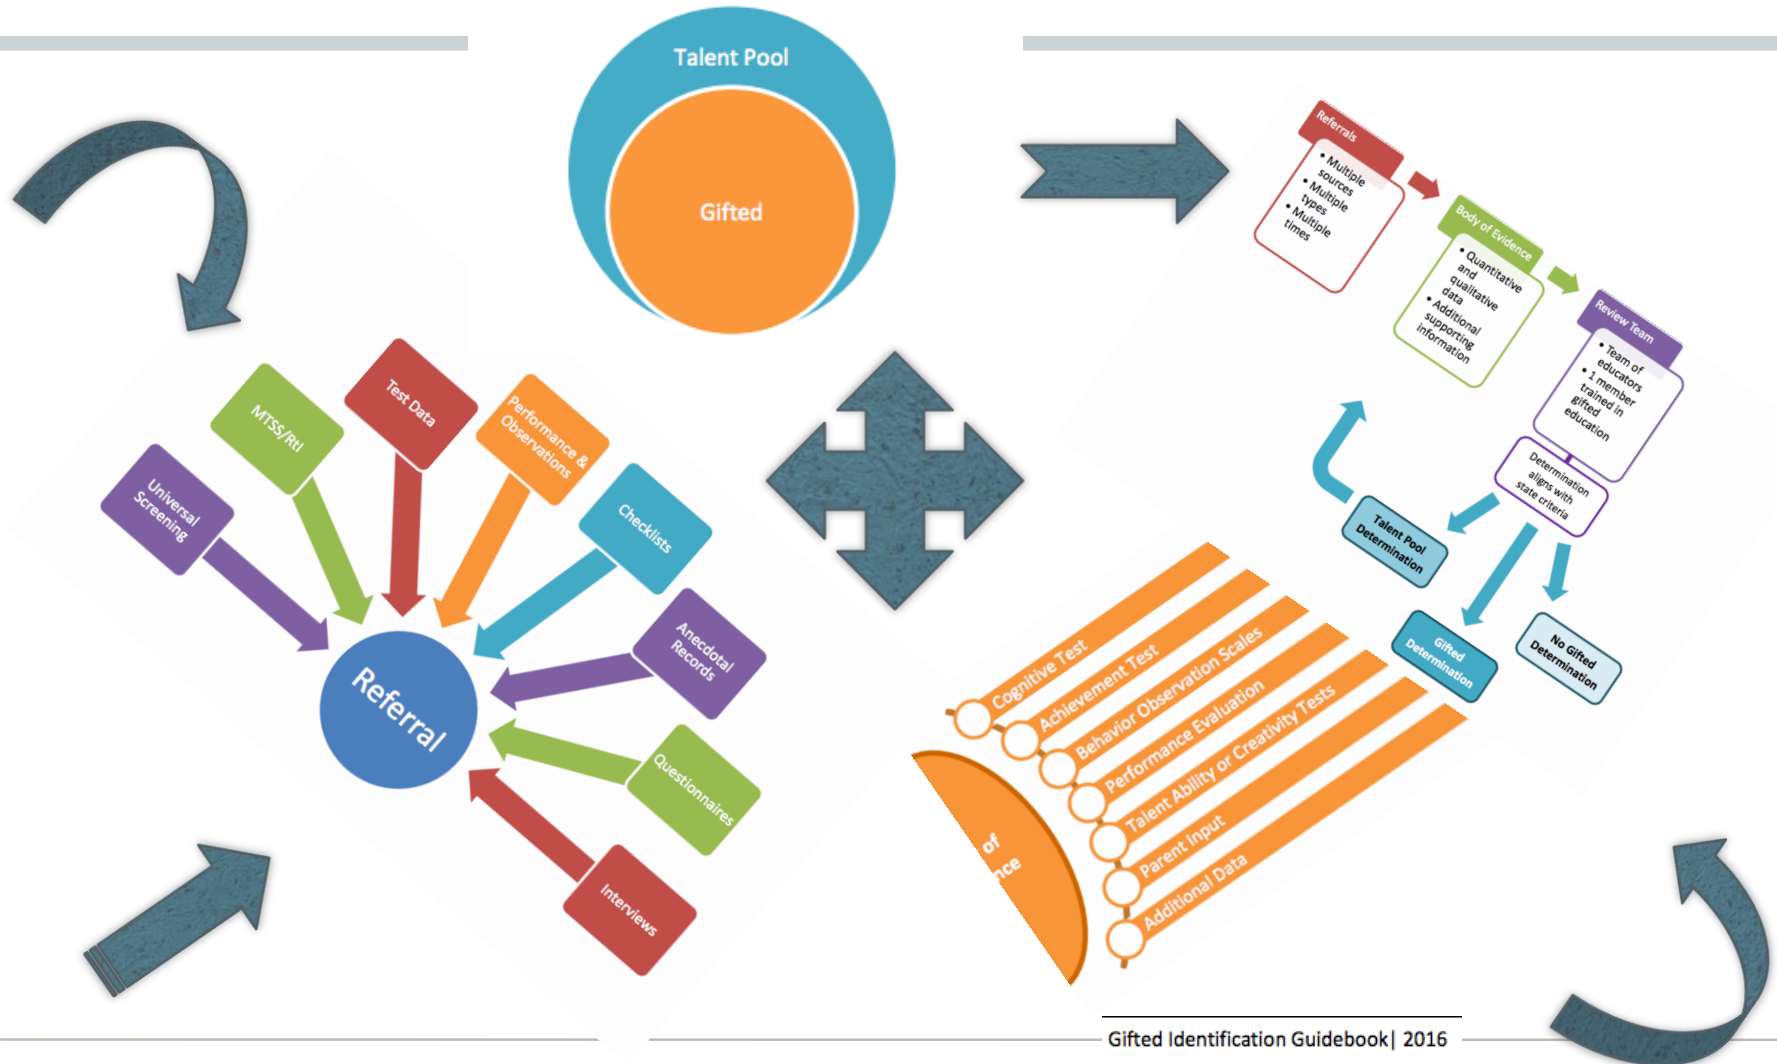 Talent Pool
Gifted
Referrals
• Multiple
sources
• Multiple
types
• Multiple
times
Body of Evidence
• Quantitative
and
qualitative
data
• Additional
supporting
information
Review Team
• Team of
educators
• 1 member
trained in
gifted
education
Determination
aligns with
state criteria
Talent Pool
Determination
Gifted
Determination
No Gifted
Determination
Universal
Screening
MTSS/RtI
Test Data
Performance &
Observations
Checklists
Anecdotal
Records
Questionnaires
Interviews
Referral
of
nce
Cognitive Test
Achievement Test
Behavior Observation Scales
Performance Evaluation
Talent Ability or Creativity Tests
Parent Input
Additional Data
Gifted Identification Guidebook| 2016